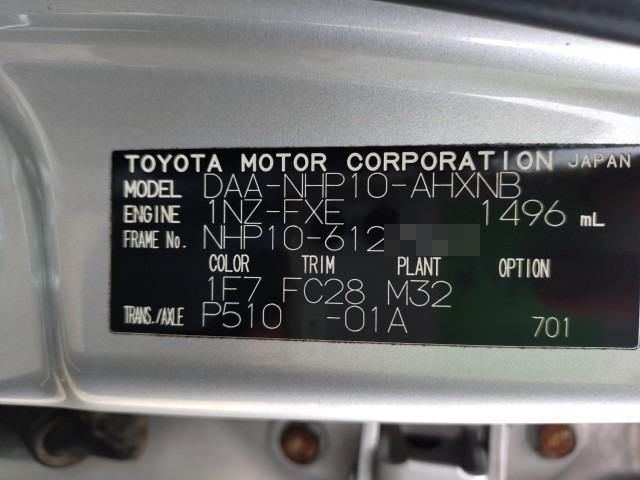 TOYOTA MOTOR CORPORATION JAPAN
MODEL DAA-NHP10-AHXNB
ENGINE 1NZ-FXE 1496 mL
FRAME No. NHP10-612
COLOR TRIM PLANT OPTION
1F7 FC28 M32
TRANS./AXLE P510 -01A 701